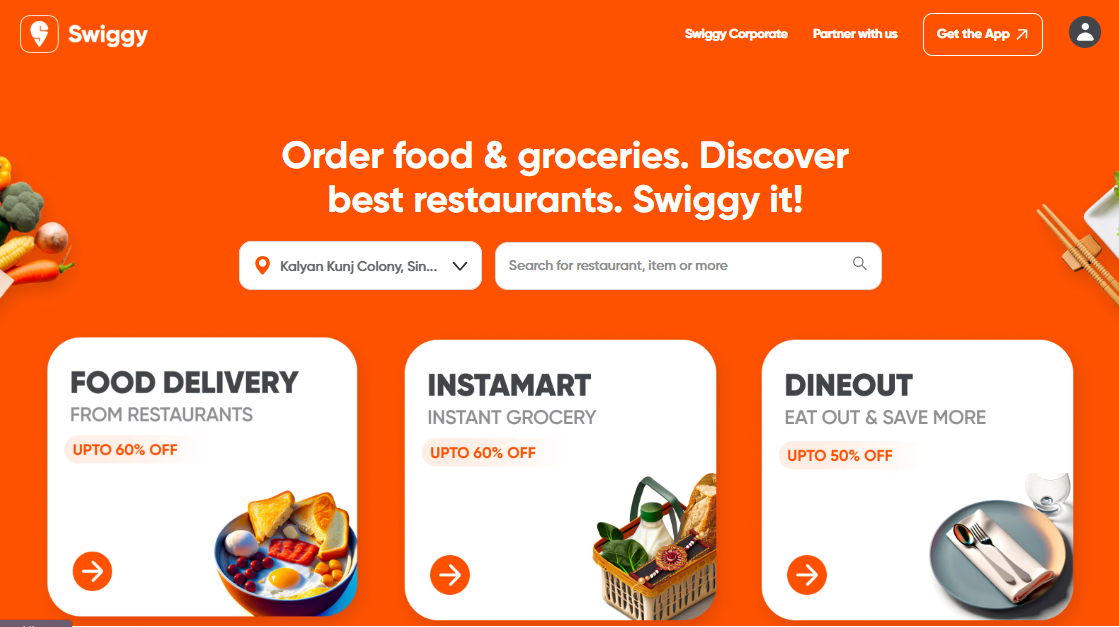 Swiggy
Swiggy Corporate
Partner with us
Get the App
Order food & groceries. Discover
best restaurants. Swiggy it!
Kalyan Kunj Colony, Sin...
Search for restaurant, item or more
FOOD DELIVERY
FROM RESTAURANTS
UPTO 60% OFF
INSTAMART
INSTANT GROCERY
UPTO 60% OFF
DINEOUT
EAT OUT & SAVE MORE
UPTO 50% OFF